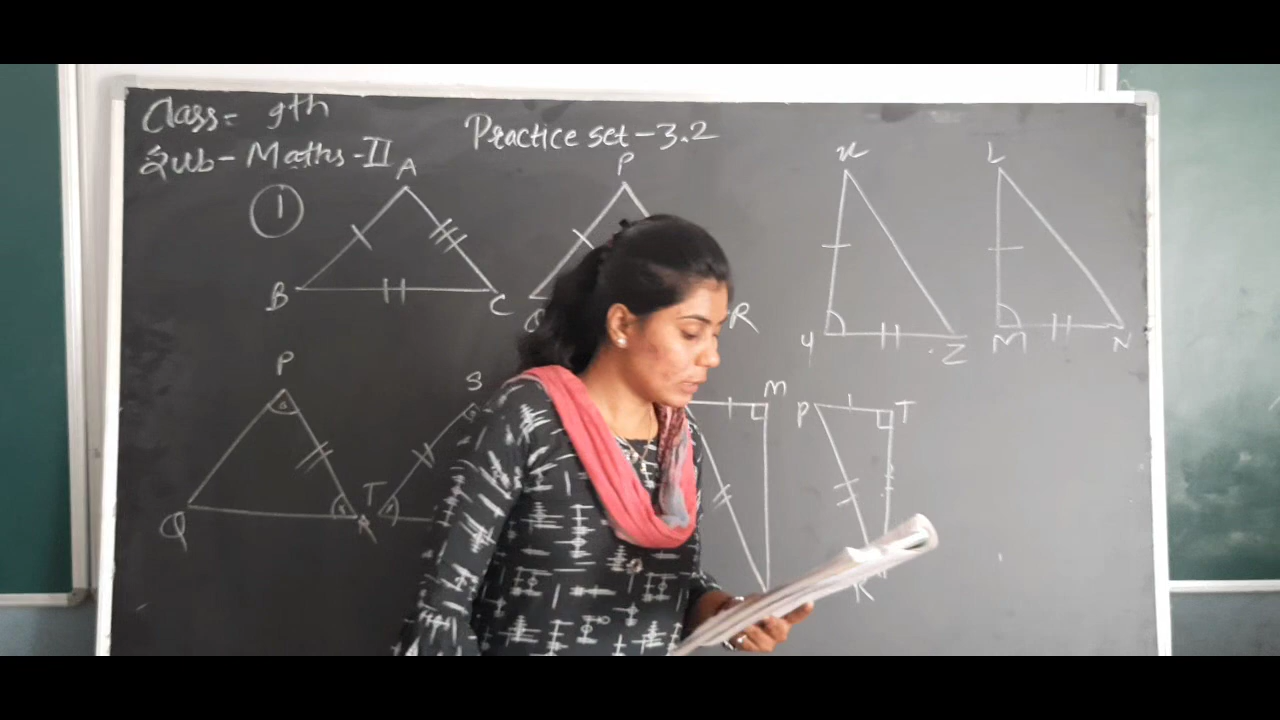 Class= 9th
Sub- Maths-II
Practice set-3.2
1
A
B
C
P
R
x
y
Z
L
M
N
P
Q
R
S
T
M
P
T
K